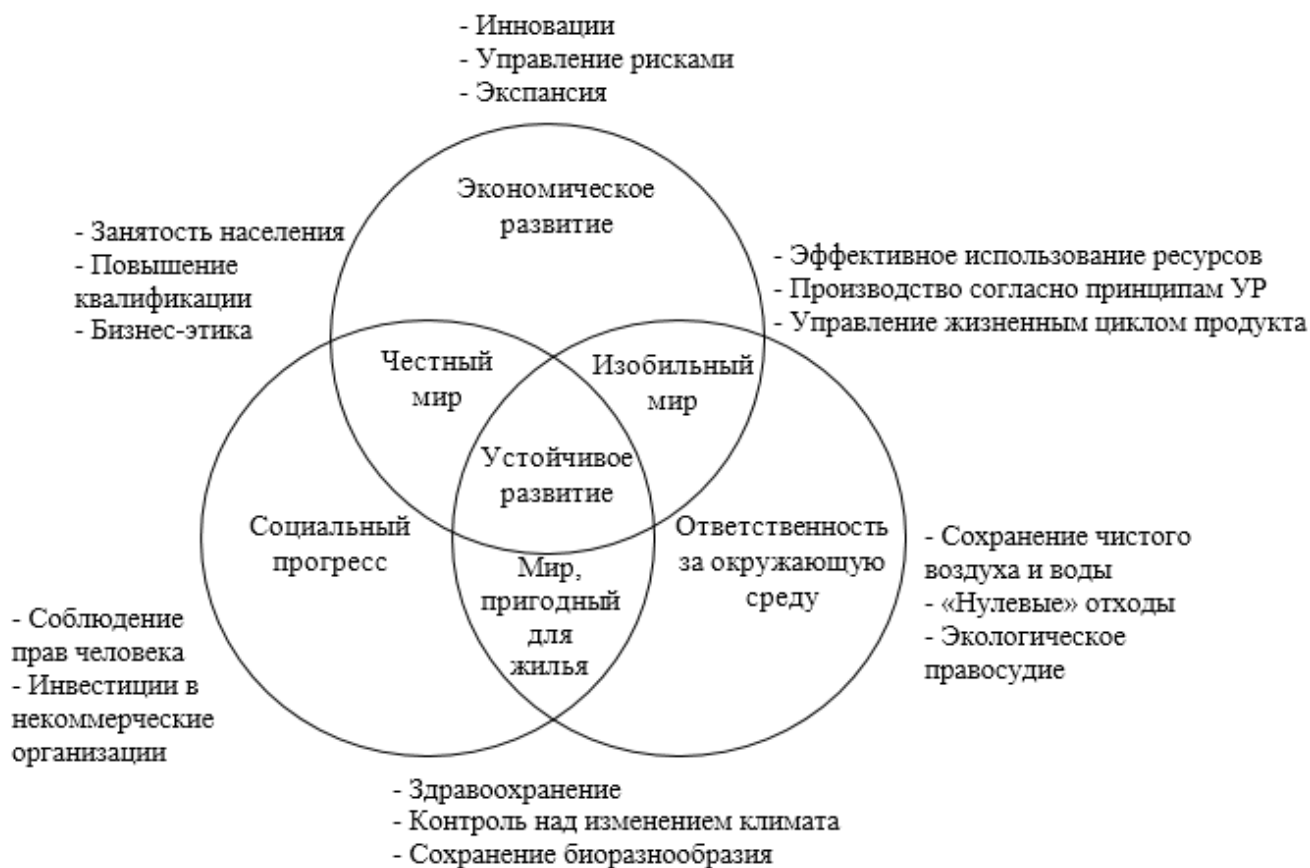 - Инновации
- Управление рисками
- Экспансия
Экономическое
развитие
- Занятость населения
- Повышение
квалификации
- Бизнес-этика
- Эффективное использование ресурсов
- Производство согласно принципам УР
- Управление жизненным циклом продукта
Честный
мир
Изобильный
мир
Устойчивое
развитие
Социальный
прогресс
Ответственность
за окружающую
среду
Мир,
пригодный
для
жилья
- Сохранение чистого
воздуха и воды
- «Нулевые» отходы
- Экологическое
правосудие
- Соблюдение
прав человека
- Инвестиции в
некоммерческие
организации
- Здравоохранение
- Контроль над изменением климата
- Сохранение биоразнообразия